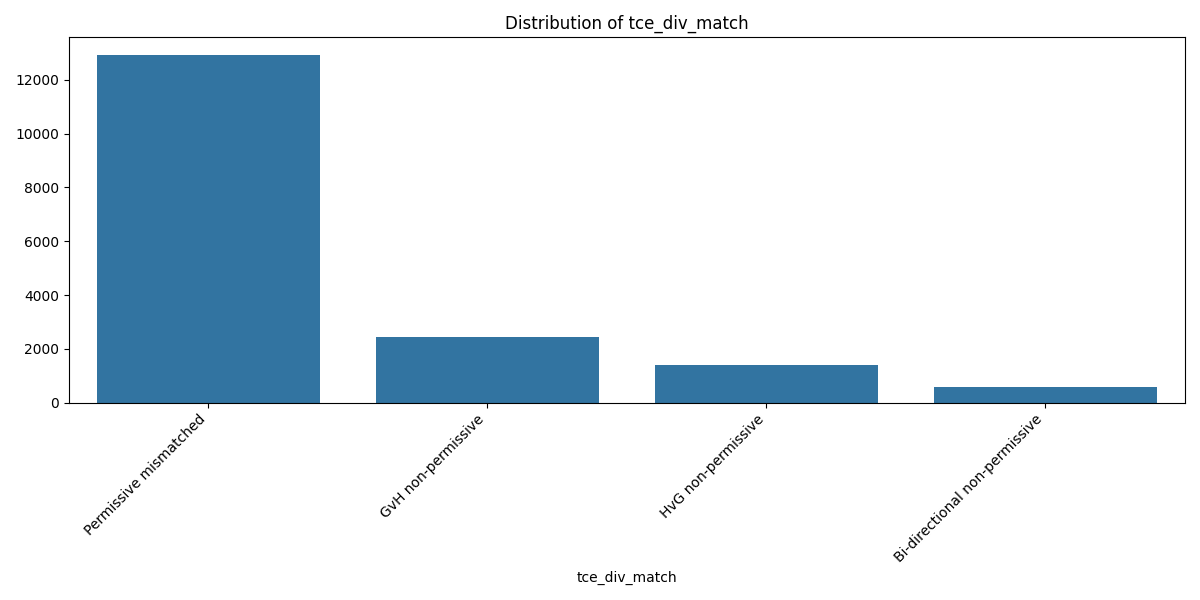 Distribution of tce_div_match
12000
10000
8000
6000
4000
2000
0
Permissive mismatched
GvH non-permissive
HvG non-permissive
Bi-directional non-permissive
tce_div_match